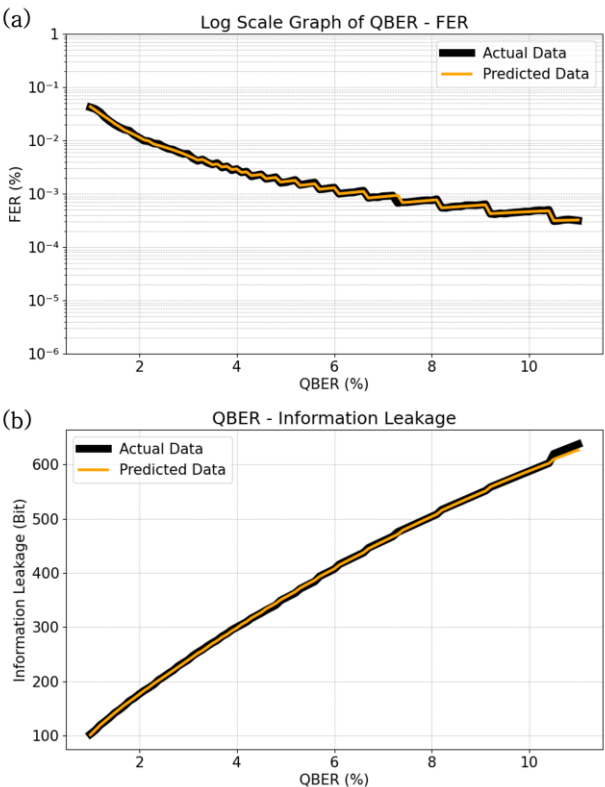 (a)
Log Scale Graph of QBER - FER
1
10⁻¹
10⁻²
10⁻³
10⁻⁴
10⁻⁵
10⁻⁶
FER (%)
Actual Data
Predicted Data
2 4 6 8 10
QBER (%)
(b)
QBER - Information Leakage
600
500
400
300
200
100
Information Leakage (Bit)
Actual Data
Predicted Data
2 4 6 8 10
QBER (%)